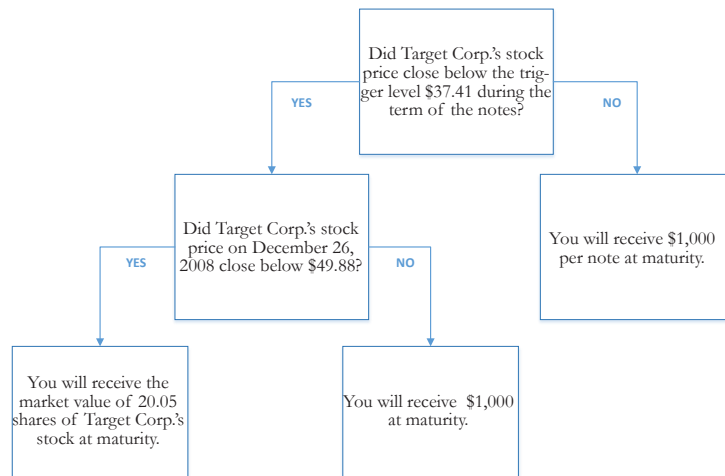 Did Target Corp.'s stock
price close below the trig-
ger level $37.41 during the
term of the notes?
YES
NO
Did Target Corp.'s stock
price on December 26,
2008 close below $49.88?
You will receive $1,000
per note at maturity.
YES
NO
You will receive the
market value of 20.05
shares of Target Corp.'s
stock at maturity.
You will receive $1,000
at maturity.